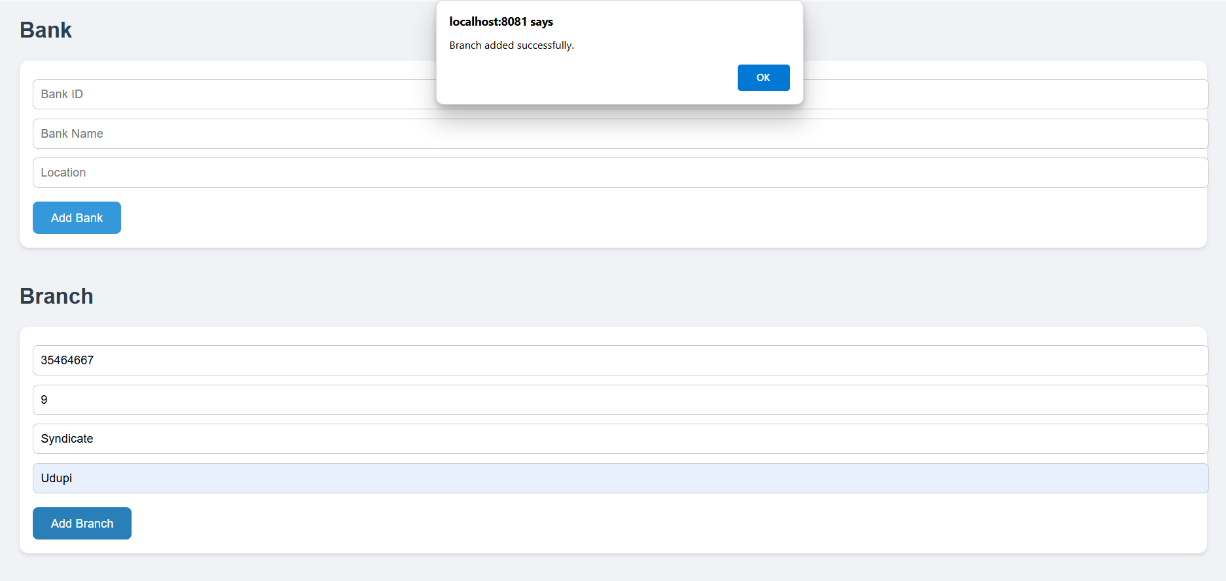 Bank
localhost:8081 says
Branch added successfully.
OK
Bank ID
Bank Name
Location
Add Bank
Branch
35464667
9
Syndicate
Udupi
Add Branch